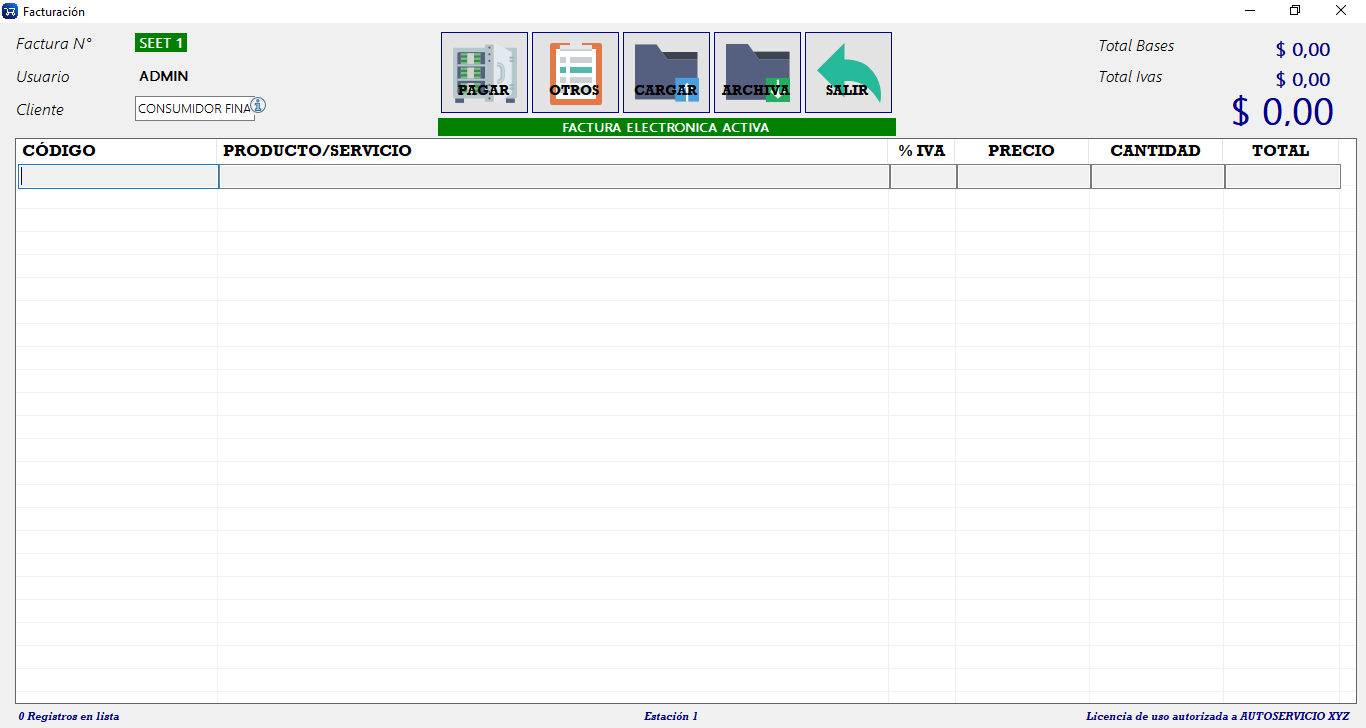 Facturación
Factura N° SEET 1
Usuario ADMIN
Cliente CONSUMIDOR FINA
PAGAR OTROS CARGAR ARCHIVA SALIR
FACTURA ELECTRONICA ACTIVA
Total Bases $ 0,00
Total Ivas $ 0,00
$ 0,00
CÓDIGO PRODUCTO/SERVICIO % IVA PRECIO CANTIDAD TOTAL
0 Registros en lista Estación 1 Licencia de uso autorizada a AUTOSERVICIO XYZ